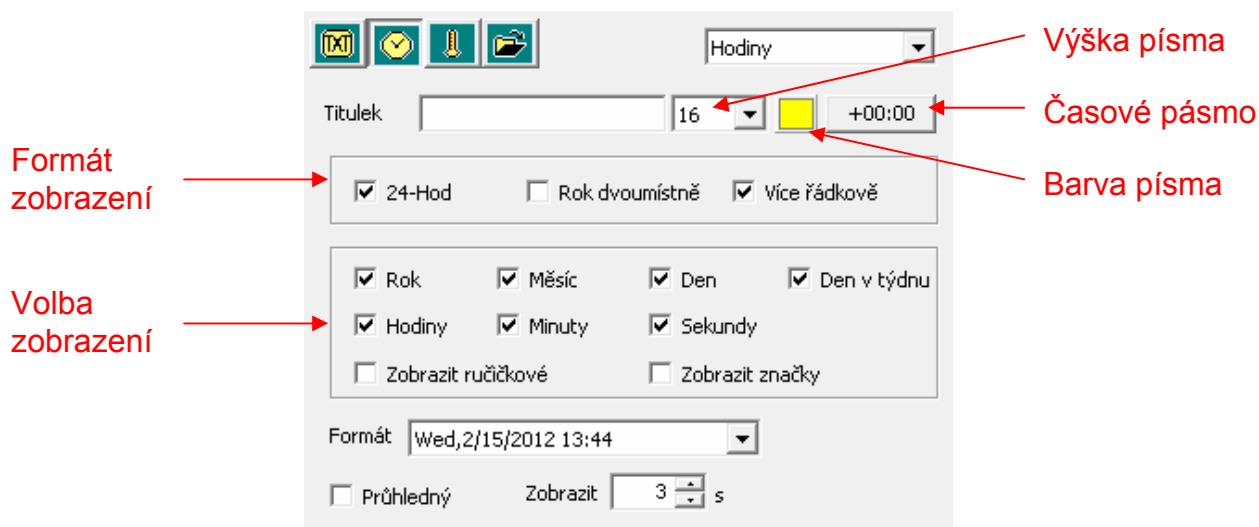 TXT
Hodiny
Výška písma
Titulek
16
+00:00
Časové pásmo
Barva písma
Formát
zobrazení
24-Hod
Rok dvoumístně
Více řádkově
Volba
zobrazení
Rok
Měsíc
Den
Den v týdnu
Hodiny
Minuty
Sekundy
Zobrazit ručičkové
Zobrazit značky
Formát
Wed,2/15/2012 13:44
Průhledný
Zobrazit
3
s